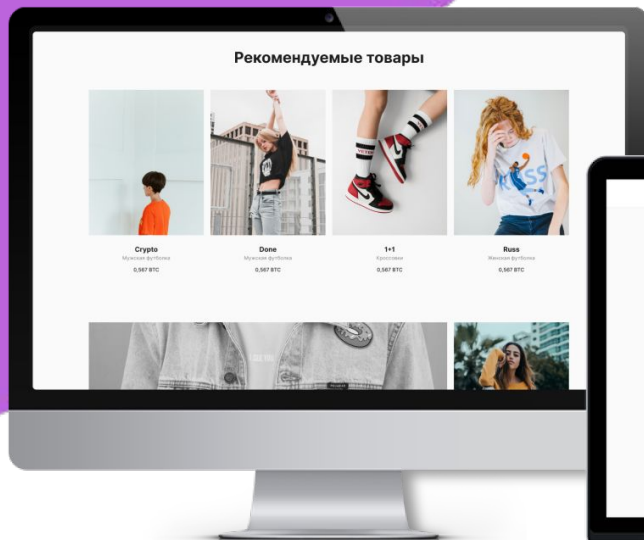 Рекомендуемые товары
Crypto
Мужская футболка
0,567 BTC
Done
Мужская футболка
0,567 BTC
1+1
Кроссовки
0,567 BTC
Russ
Женская футболка
0,567 BTC